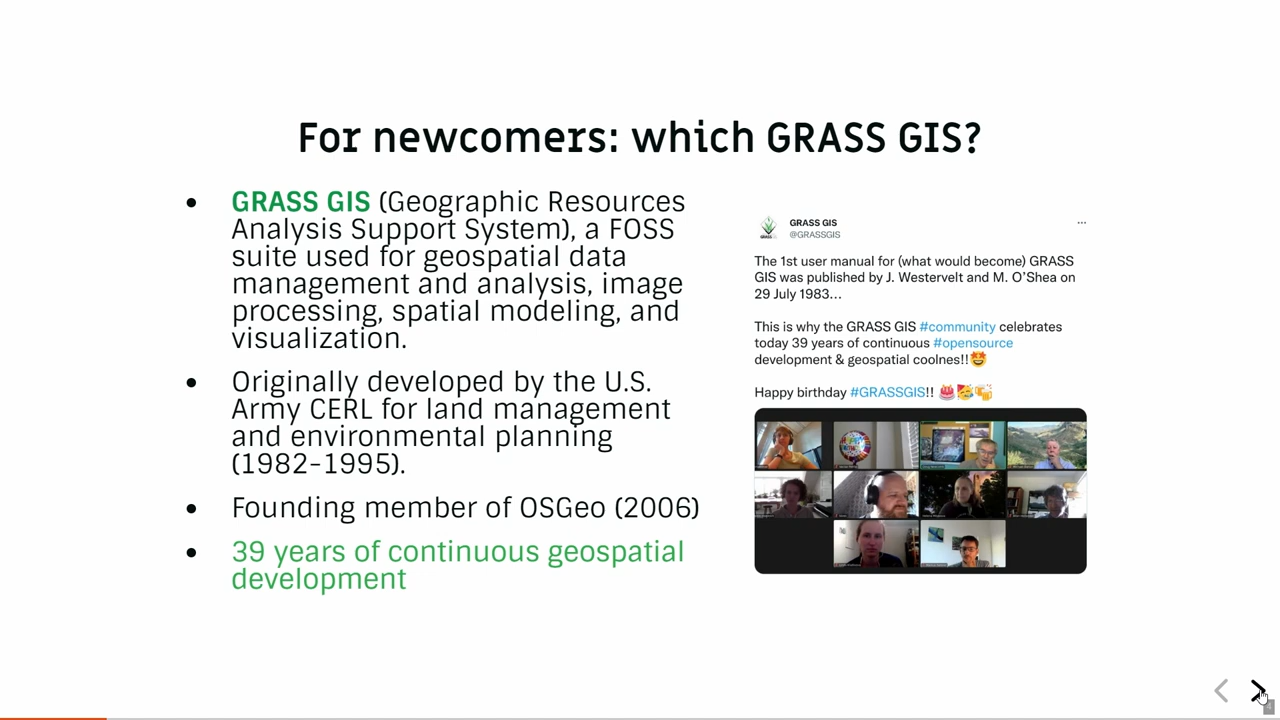 For newcomers: which GRASS GIS?
GRASS GIS (Geographic Resources
Analysis Support System), a FOSS
suite used for geospatial data
management and analysis, image
processing, spatial modeling, and
visualization.
Originally developed by the U.S.
Army CERL for land management
and environmental planning
(1982-1995).
Founding member of OSGeo (2006)
39 years of continuous geospatial
development
GRASS GIS
@GRASSGIS
The 1st user manual for (what would become) GRASS
GIS was published by J. Westervelt and M. O'Shea on
29 July 1983...
This is why the GRASS GIS #community celebrates
today 39 years of continuous #opensource
development & geospatial coolnes!!🤩
Happy birthday #GRASSGIS!! 🎂🥳🍻